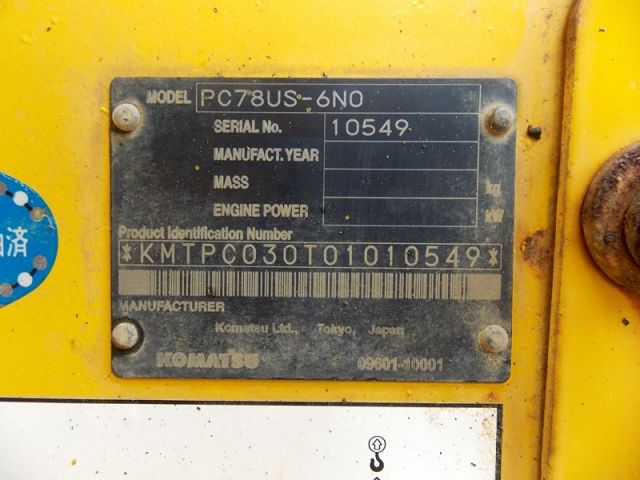 MODEL PC78US-6N0
SERIAL No. 10549
MANUFACT. YEAR
MASS kg
ENGINE POWER kW
Product Identification Number
*KMTPC030T01010549*
MANUFACTURER
Komatsu Ltd., Tokyo, Japan
KOMATSU 09601-10001
済